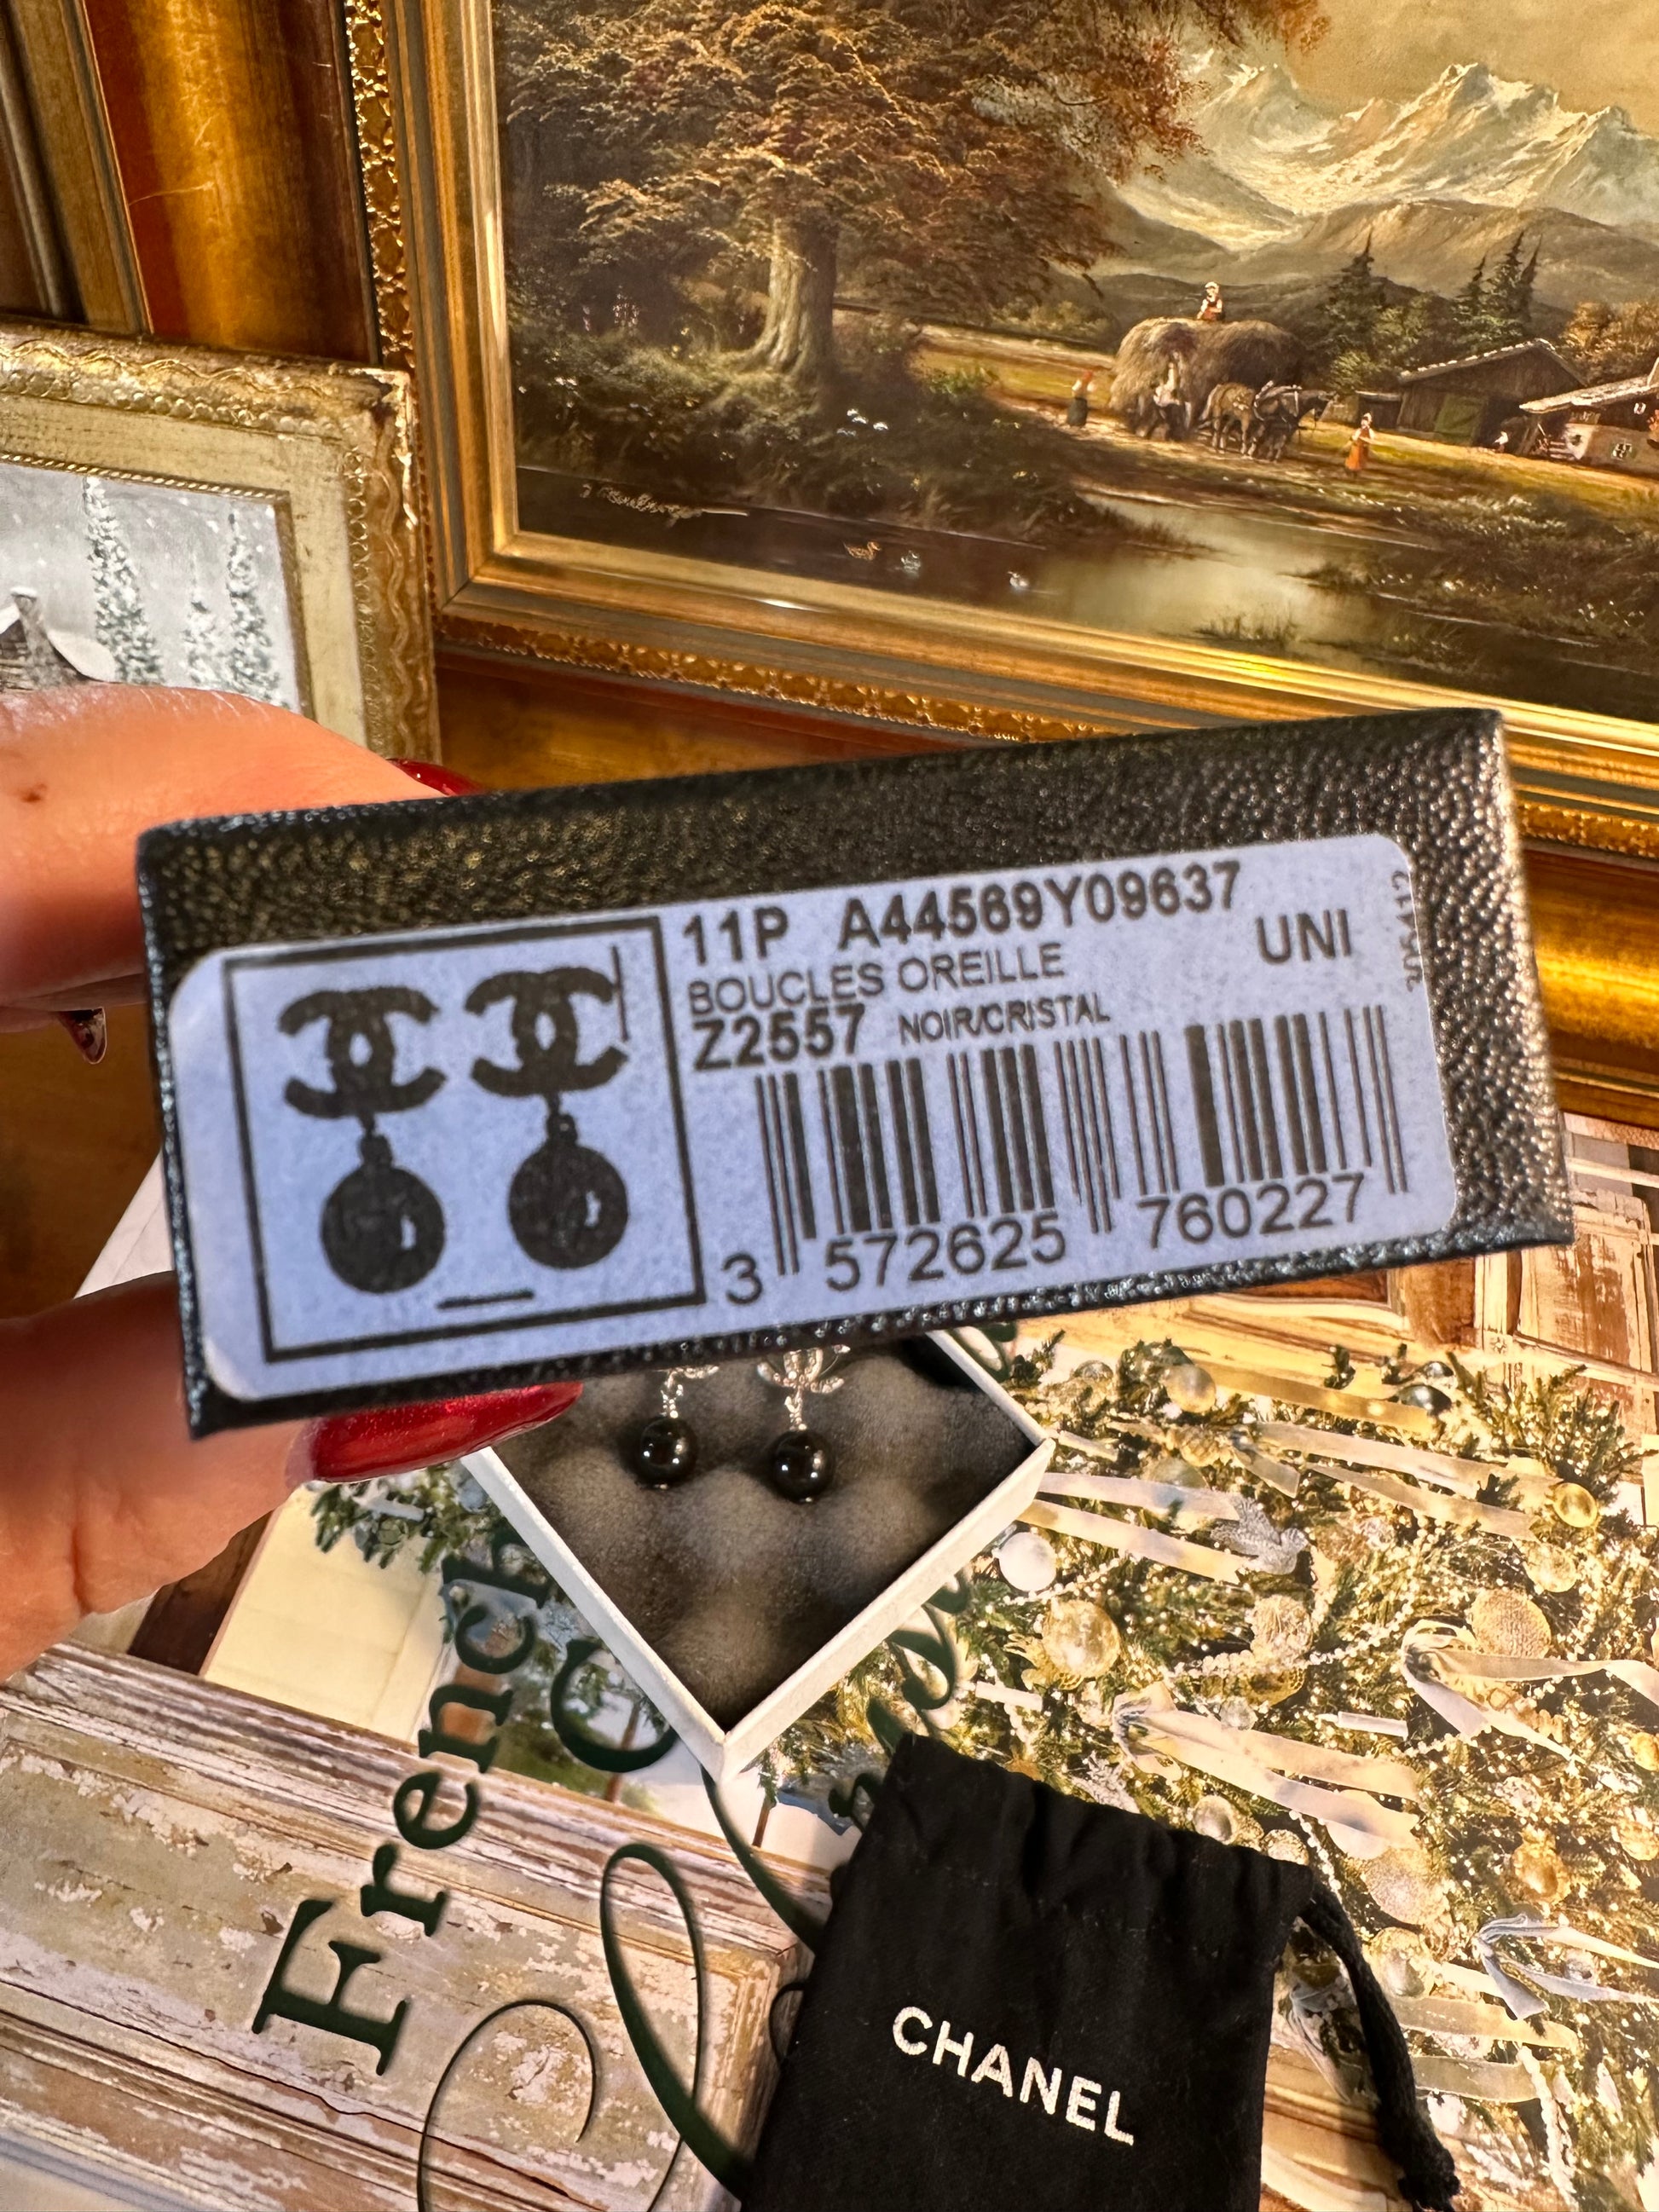 11P A44569Y09637
BOUCLES OREILLE
UNI
Z2557 NOIR/CRISTAL
3 572625 760227
French
CHANEL